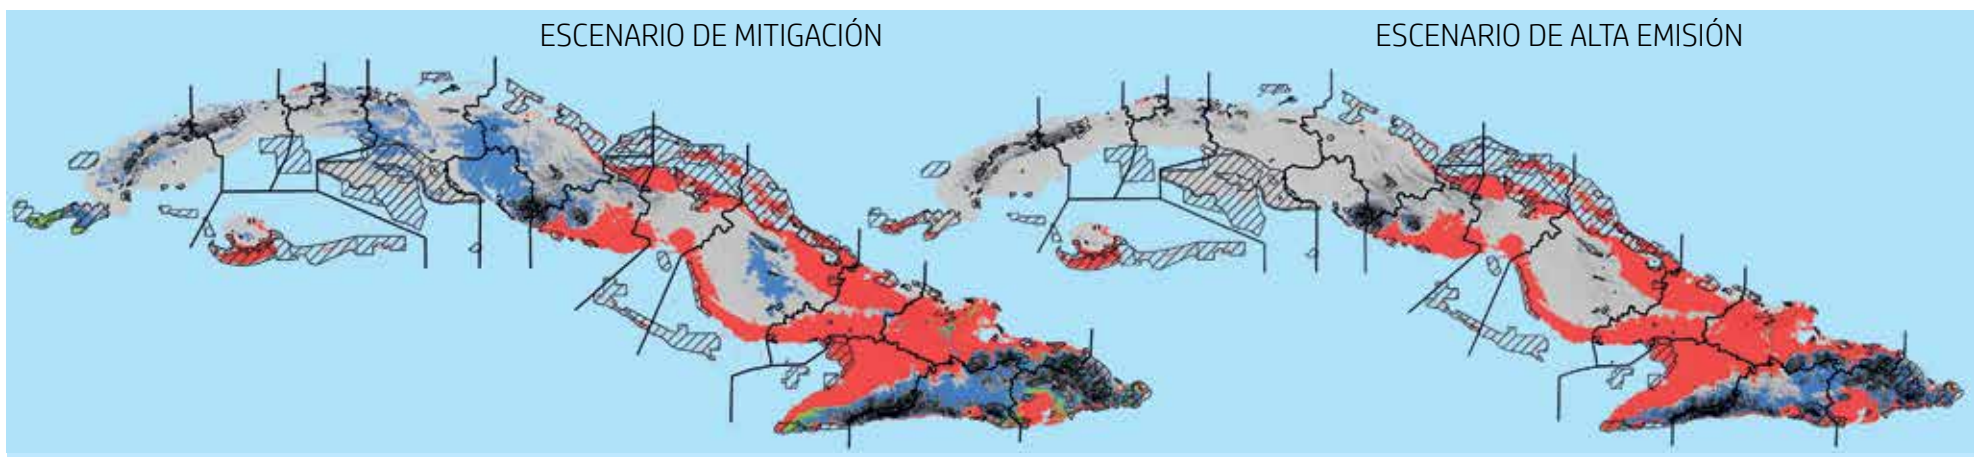 ESCENARIO DE MITIGACIÓN
ESCENARIO DE ALTA EMISIÓN